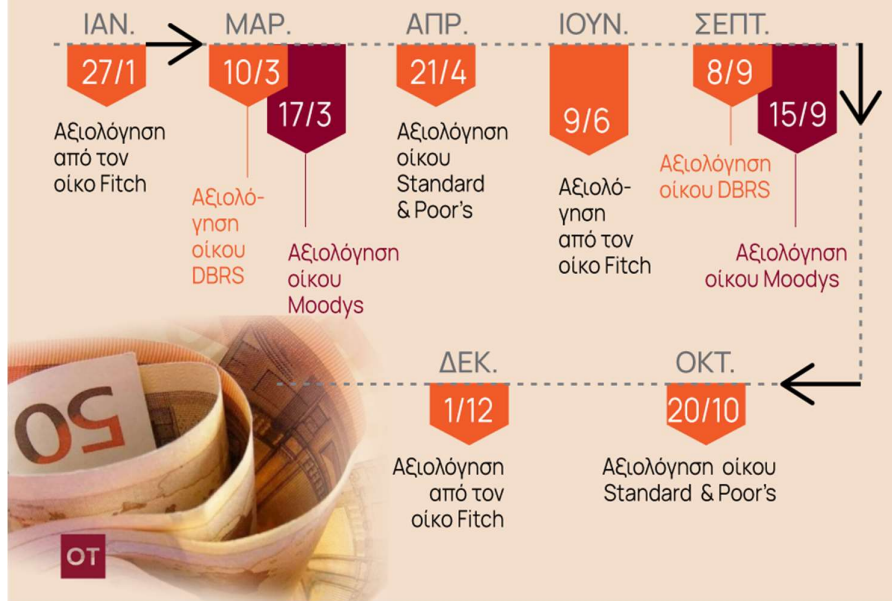 ΙΑΝ.
27/1
Αξιολόγηση
από τον
οίκο Fitch
ΜΑΡ.
10/3
Αξιολό-
γηση
οίκου
DBRS
17/3
Αξιολόγηση
οίκου
Moodys
ΑΠΡ.
21/4
Αξιολόγηση
οίκου
Standard
& Poor's
ΙΟΥΝ.
9/6
Αξιολό-
γηση
από τον
οίκο Fitch
ΣΕΠΤ.
8/9
Αξιολόγηση
οίκου DBRS
15/9
Αξιολόγηση
οίκου Moodys
ΟΚΤ.
20/10
Αξιολόγηση οίκου
Standard & Poor's
ΔΕΚ.
1/12
Αξιολόγηση
από τον
οίκο Fitch
50
ΟΤ